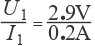 U₁/I₁ = 2.9V/0.2A